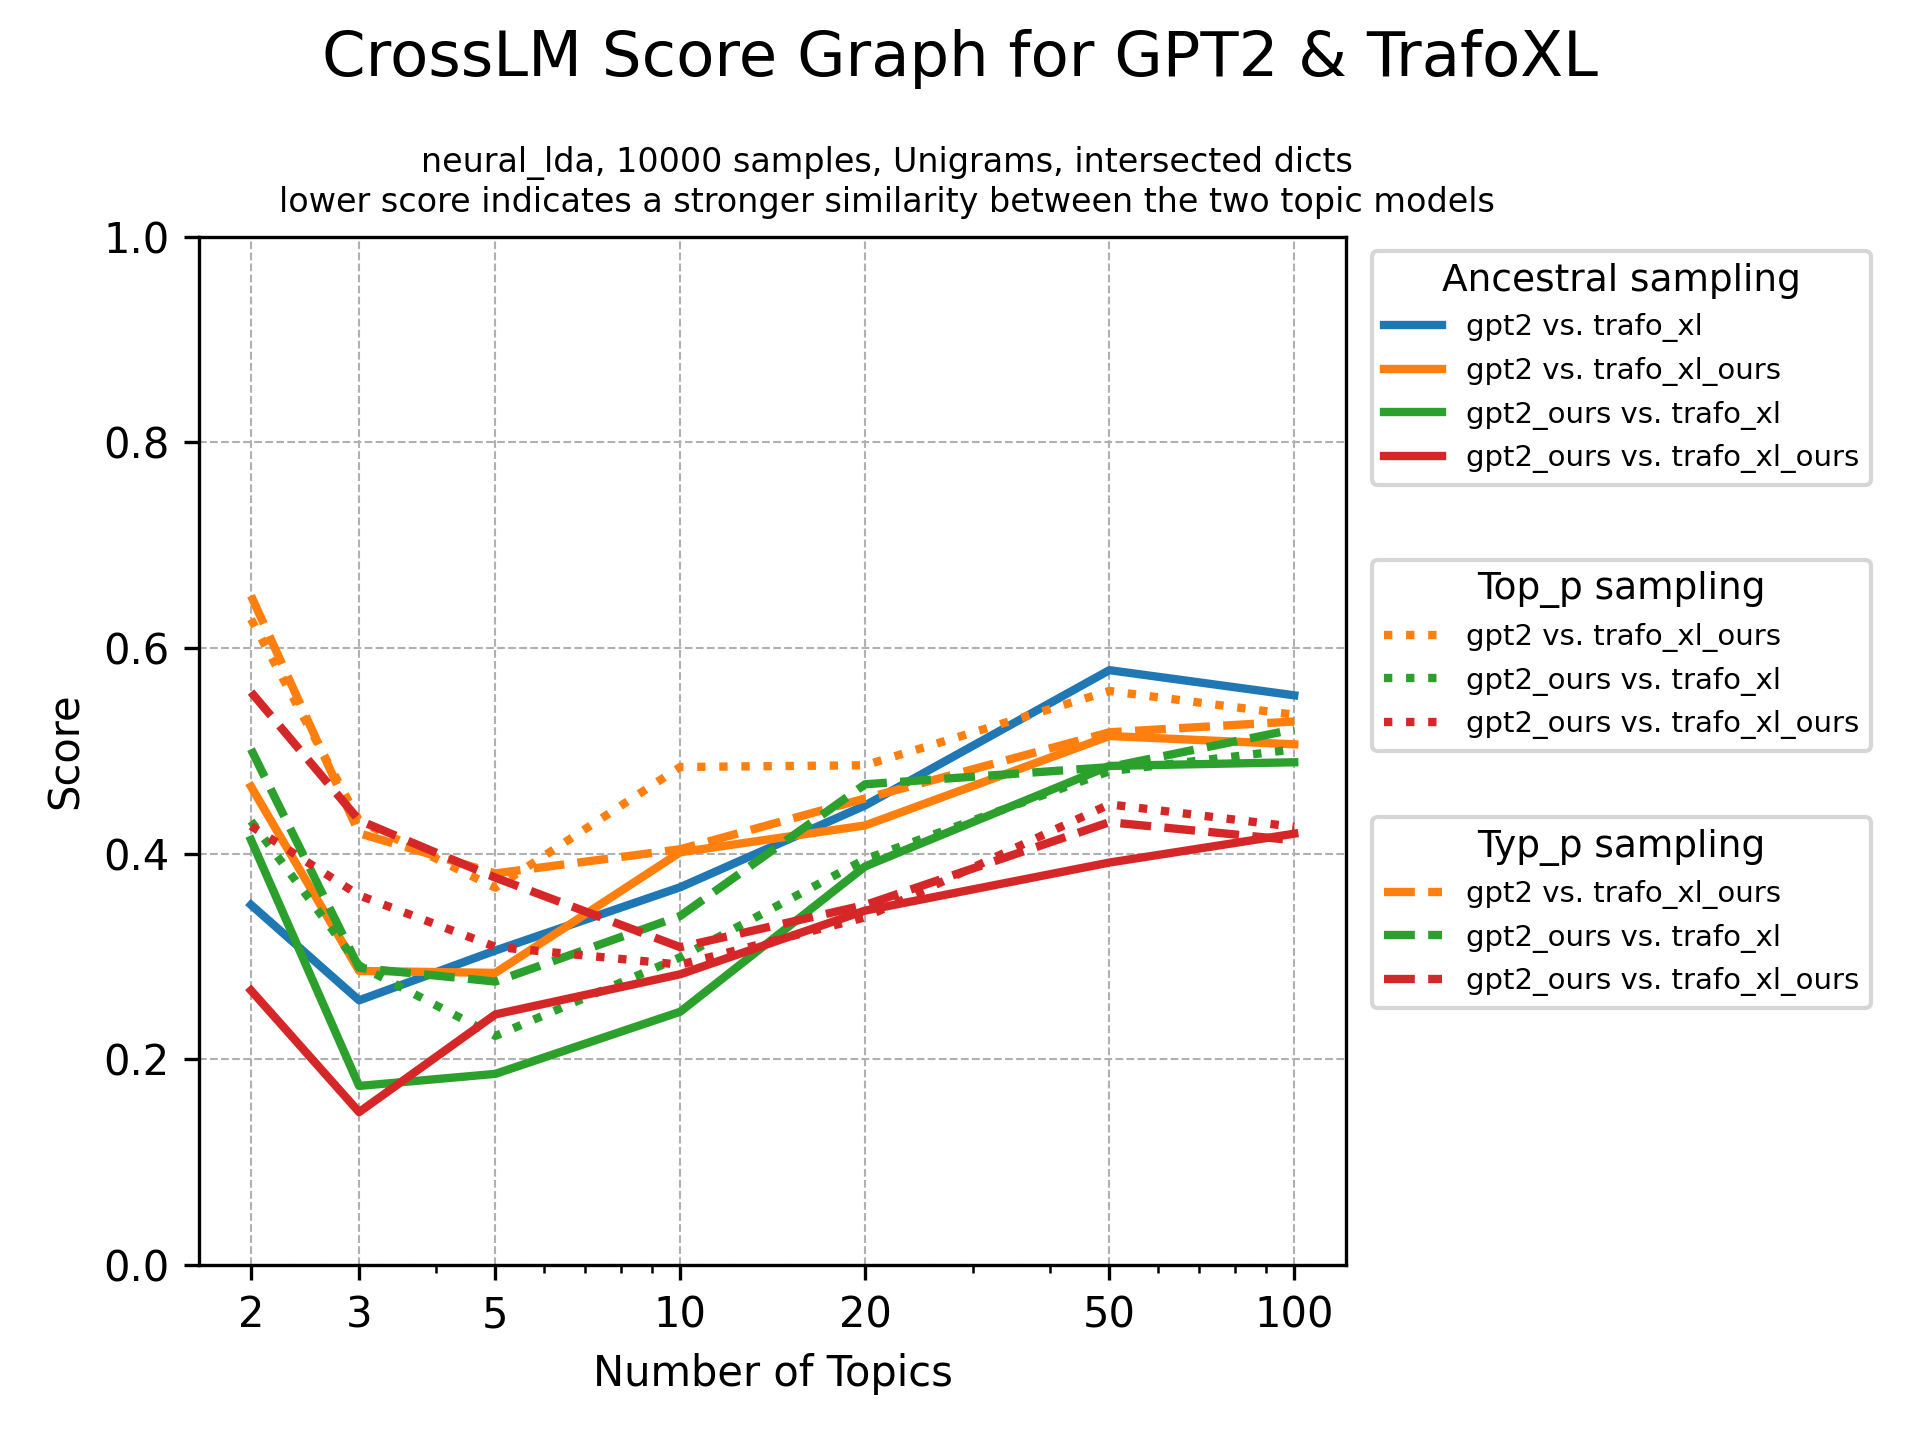 CrossLM Score Graph for GPT2 & TrafoXL
neural_lda, 10000 samples, Unigrams, intersected dicts
lower score indicates a stronger similarity between the two topic models
1.0
0.8
0.6
0.4
0.2
0.0
Score
2 3 5 10 20 50 100
Number of Topics
Ancestral sampling
gpt2 vs. trafo_xl
gpt2 vs. trafo_xl_ours
gpt2_ours vs. trafo_xl
gpt2_ours vs. trafo_xl_ours
Top_p sampling
gpt2 vs. trafo_xl_ours
gpt2_ours vs. trafo_xl
gpt2_ours vs. trafo_xl_ours
Typ_p sampling
gpt2 vs. trafo_xl_ours
gpt2_ours vs. trafo_xl
gpt2_ours vs. trafo_xl_ours